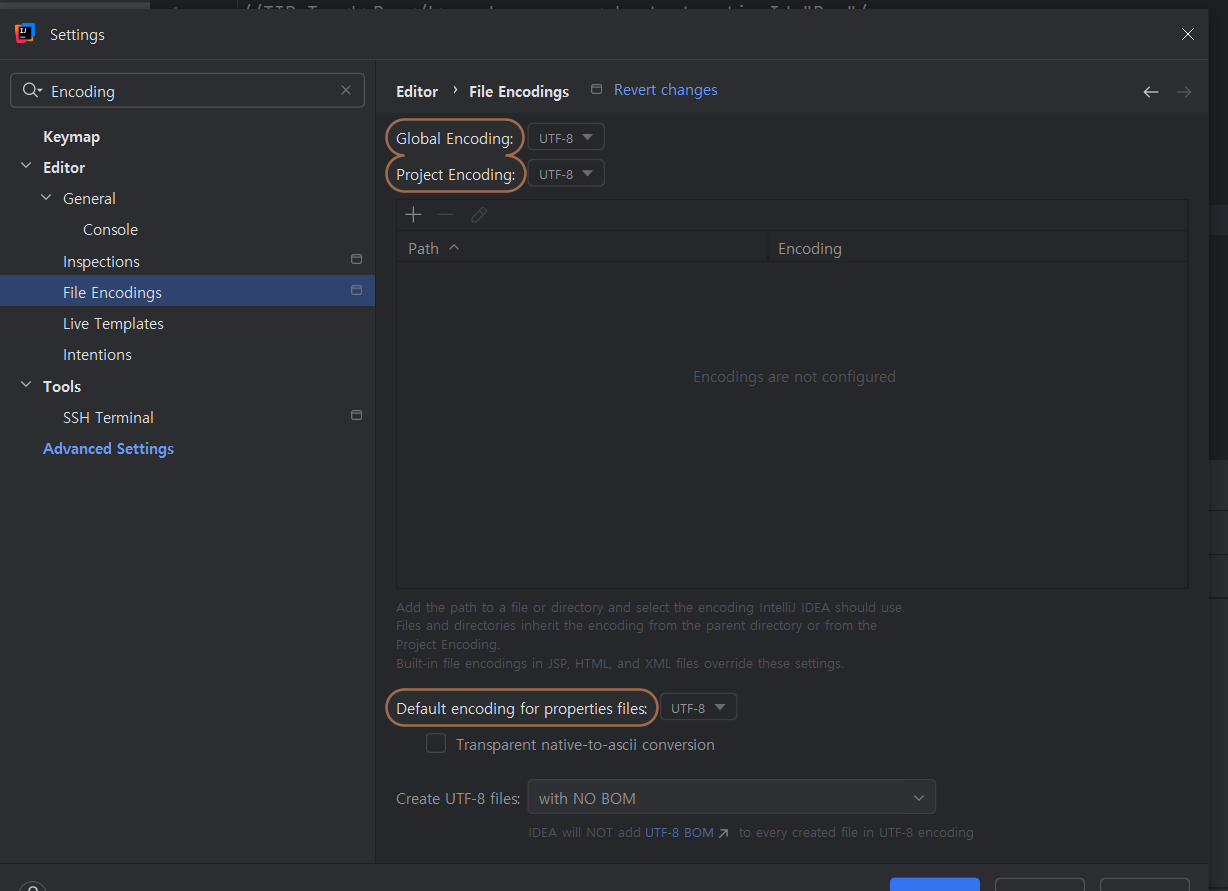 Settings
Encoding
Editor › File Encodings Revert changes
Keymap
Editor
General
Console
Inspections
File Encodings
Live Templates
Intentions
Tools
SSH Terminal
Advanced Settings
Global Encoding: UTF-8
Project Encoding: UTF-8
Path Encoding
Encodings are not configured
Add the path to a file or directory and select the encoding IntelliJ IDEA should use.
Files and directories inherit the encoding from the parent directory or from the
Project Encoding.
Built-in file encodings in JSP, HTML, and XML files override these settings.
Default encoding for properties files: UTF-8
Transparent native-to-ascii conversion
Create UTF-8 files: with NO BOM
IDEA will NOT add UTF-8 BOM ↗ to every created file in UTF-8 encoding